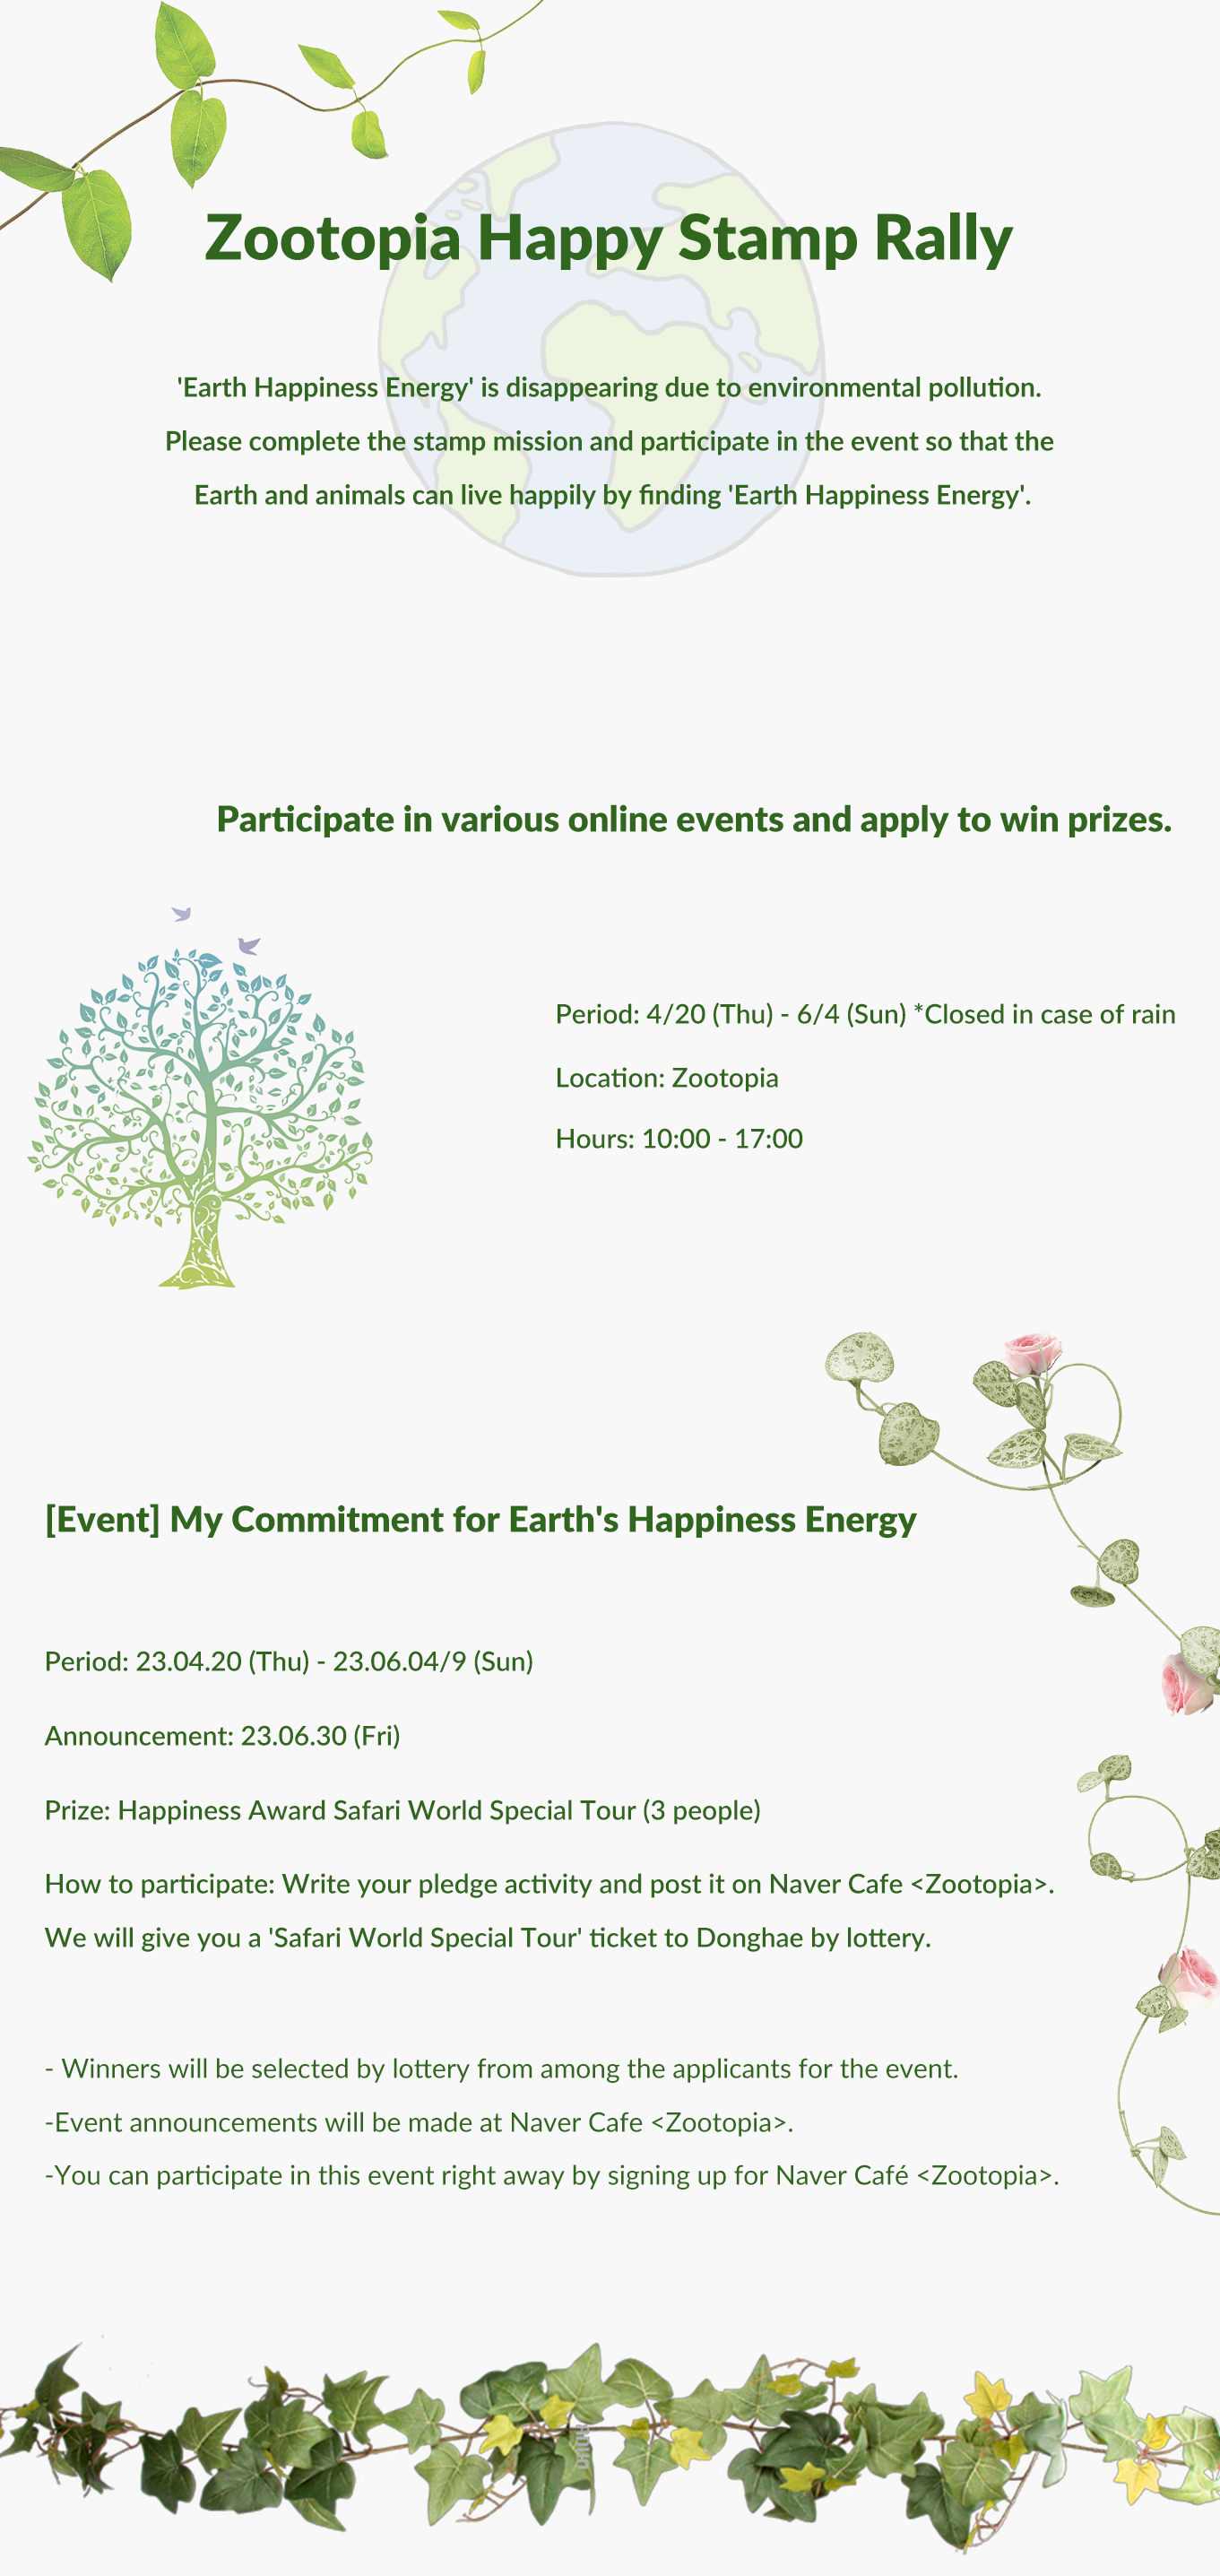 Zootopia Happy Stamp Rally
'Earth Happiness Energy' is disappearing due to environmental pollution.
Please complete the stamp mission and participate in the event so that the
Earth and animals can live happily by finding 'Earth Happiness Energy'.
Participate in various online events and apply to win prizes.
Period: 4/20 (Thu) - 6/4 (Sun) *Closed in case of rain
Location: Zootopia
Hours: 10:00 - 17:00
[Event] My Commitment for Earth's Happiness Energy
Period: 23.04.20 (Thu) - 23.06.04/9 (Sun)
Announcement: 23.06.30 (Fri)
Prize: Happiness Award Safari World Special Tour (3 people)
How to participate: Write your pledge activity and post it on Naver Cafe <Zootopia>.
We will give you a 'Safari World Special Tour' ticket to Donghae by lottery.
- Winners will be selected by lottery from among the applicants for the event.
-Event announcements will be made at Naver Cafe <Zootopia>.
-You can participate in this event right away by signing up for Naver Café <Zootopia>.